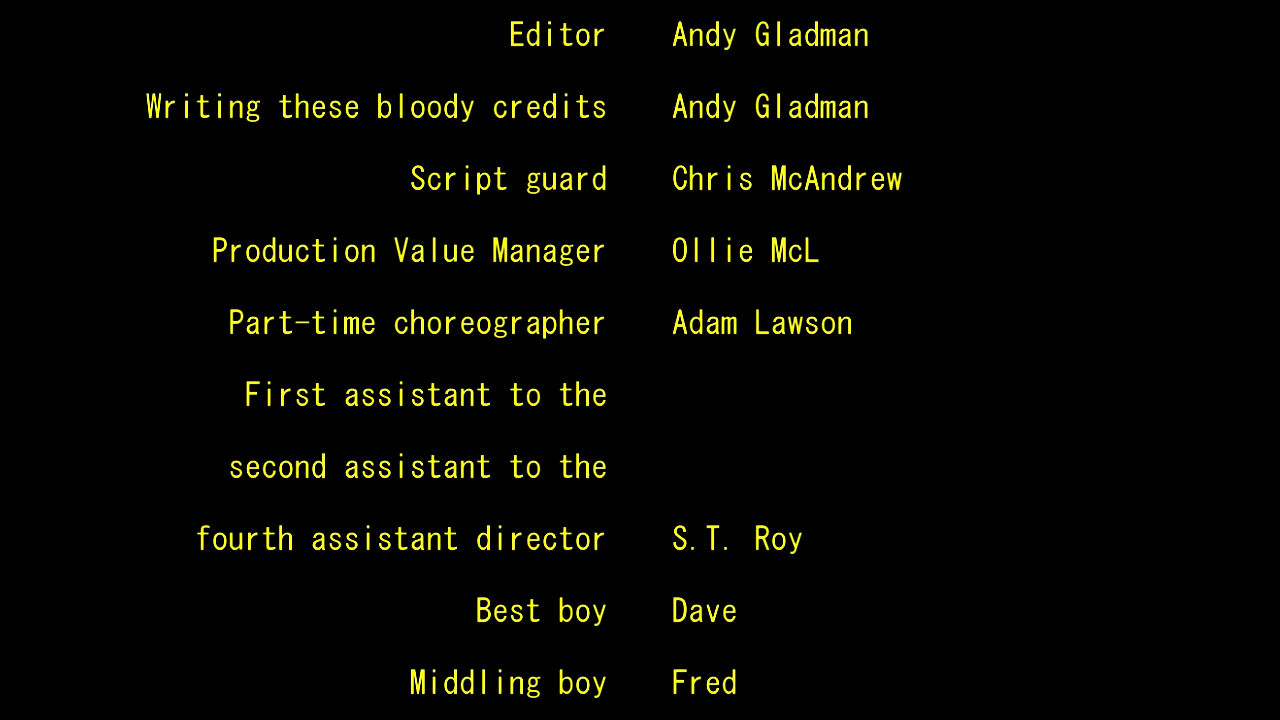 Editor Andy Gladman
Writing these bloody credits Andy Gladman
Script guard Chris McAndrew
Production Value Manager Ollie McL
Part-time choreographer Adam Lawson
First assistant to the
second assistant to the
fourth assistant director S.T. Roy
Best boy Dave
Middling boy Fred